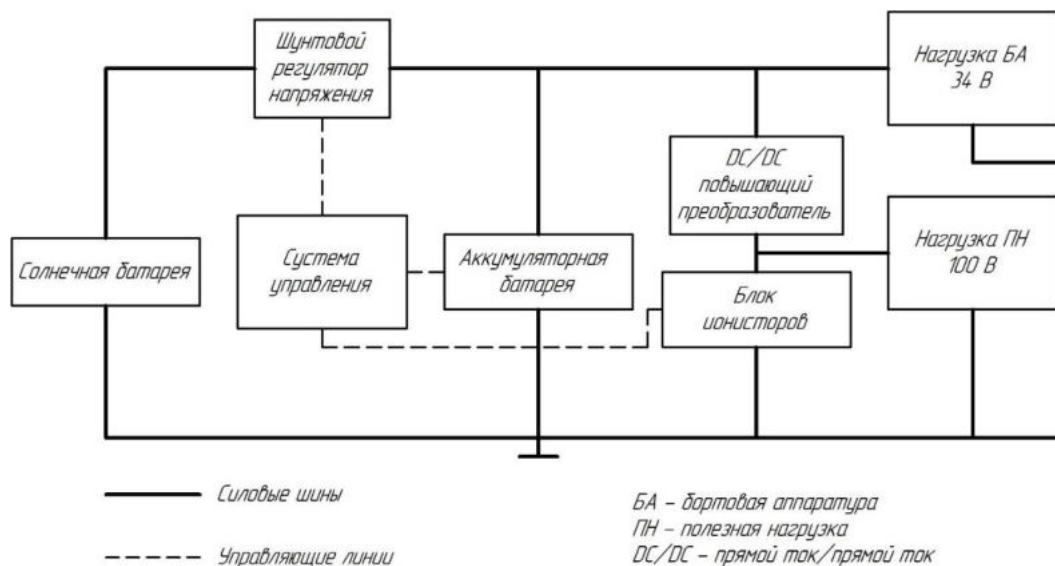 Шунтовой
регулятор
напряжения
Нагрузка БА
34 В
DC/DC
повышающий
преобразователь
Нагрузка ПН
100 В
Солнечная батарея
Система
управления
Аккумуляторная
батарея
Блок
ионисторов
Силовые шины
Управляющие линии
БА – бортовая аппаратура
ПН – полезная нагрузка
DC/DC – прямой ток/прямой ток